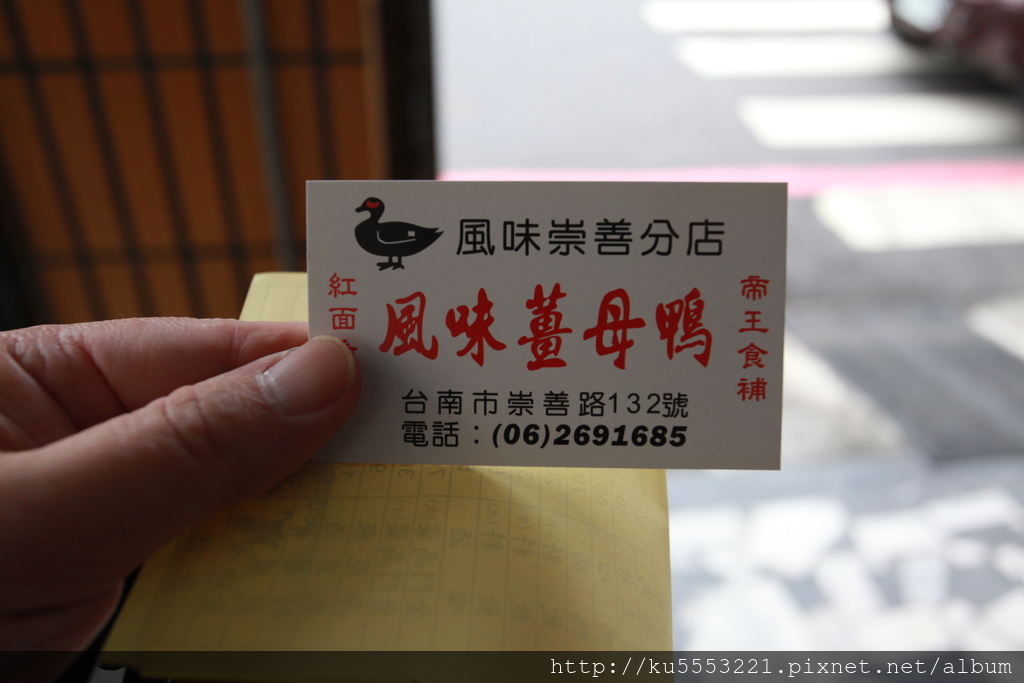 風味崇善分店
紅面
風味薑母鴨
帝王食補
台南市崇善路132號
電話：(06)2691685
http://ku5553221.pixnet.net/album